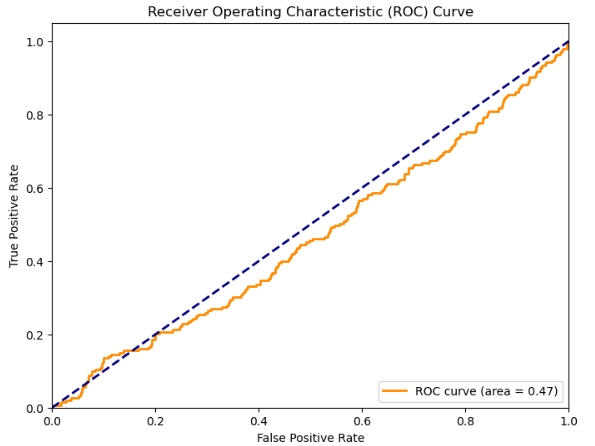 Receiver Operating Characteristic (ROC) Curve
1.0
0.8
0.6
0.4
0.2
0.0
True Positive Rate
ROC curve (area = 0.47)
0.0 0.2 0.4 0.6 0.8 1.0
False Positive Rate